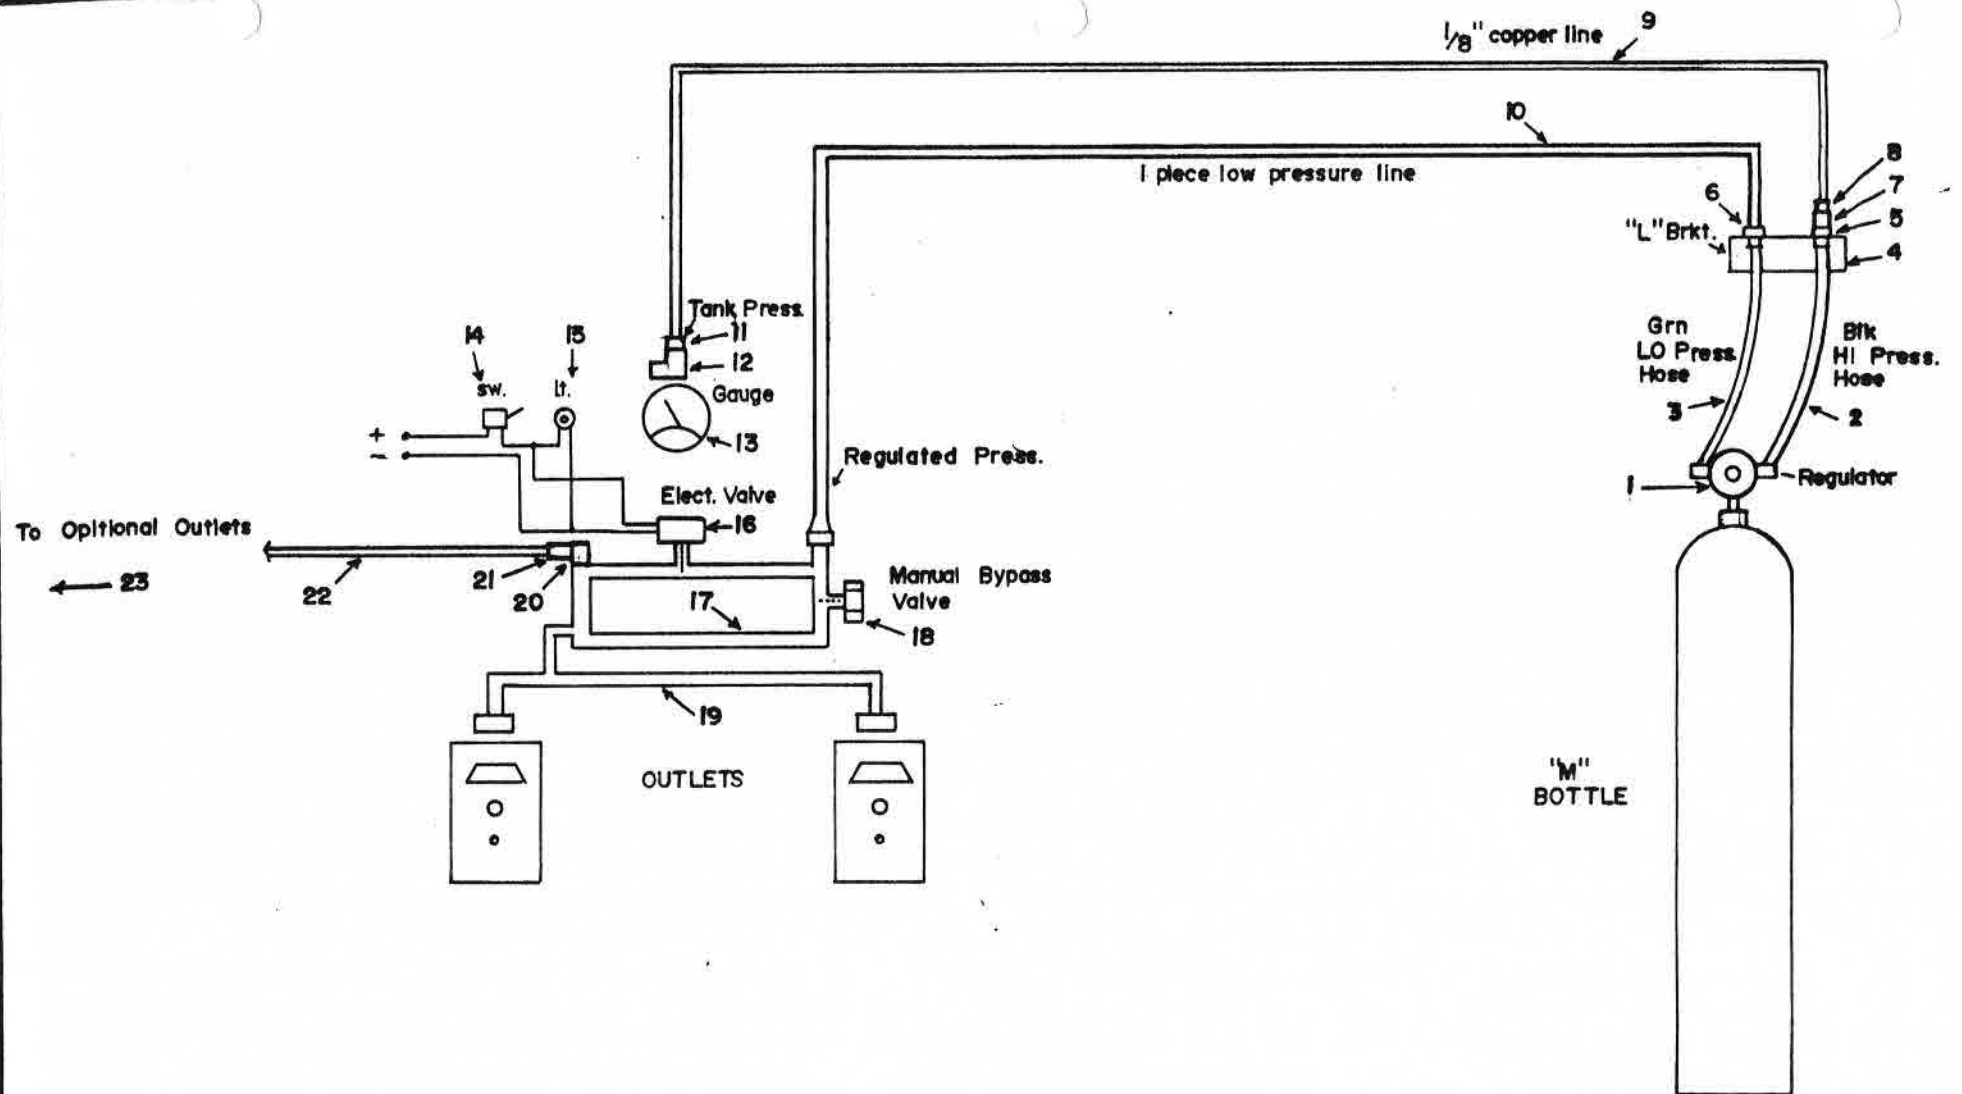 1/8" copper line
9
10
1 piece low pressure line
8
7
6
5
"L" Brkt.
4
Tank Press.
11
12
Gauge
13
14
sw.
15
Lt.
+
-
Grn
LO Press.
Hose
3
Blk
HI Press.
Hose
2
Regulated Press.
1
Regulator
Elect. Valve
16
To Opitional Outlets
23
22
21
20
17
Manual Bypass
Valve
18
19
OUTLETS
"M"
BOTTLE